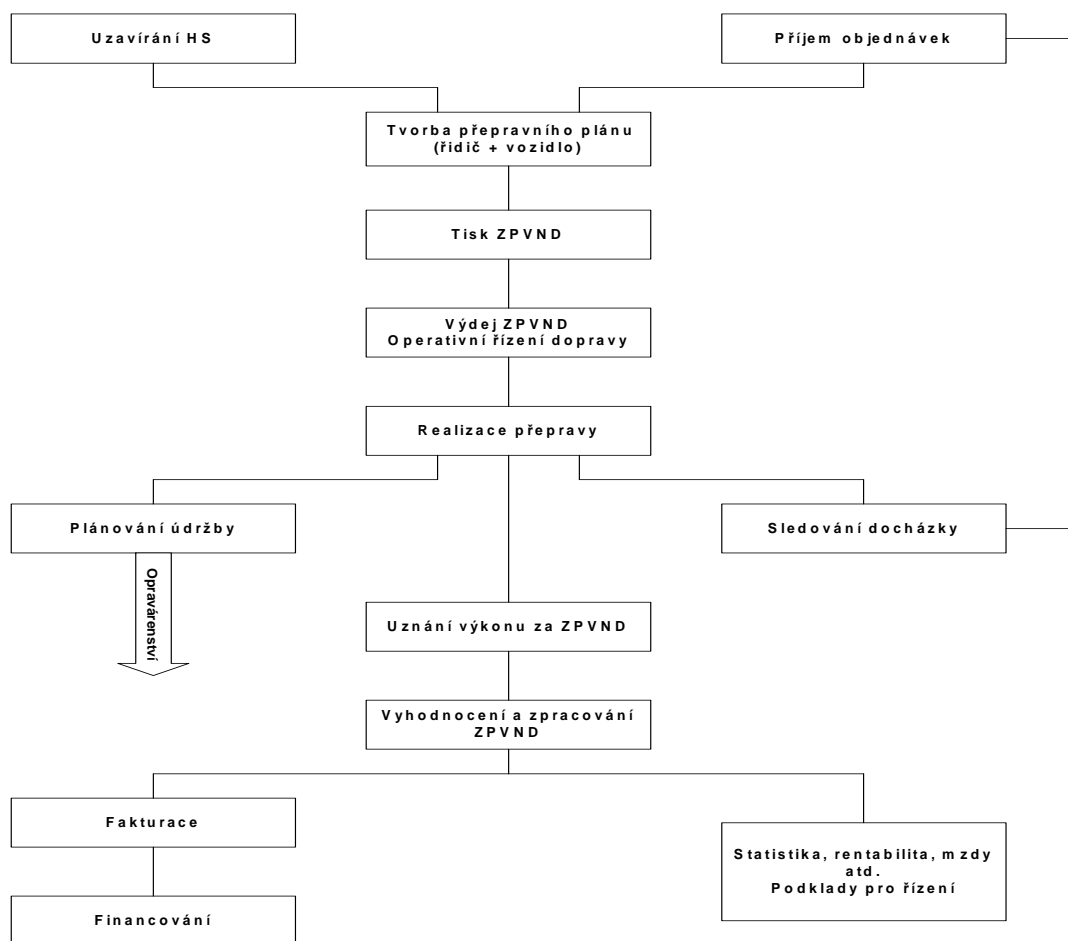 Uzavírání HS
Příjem objednávek
Tvorba přepravního plánu
(řidič + vozidlo)
Tisk ZPVND
Výdej ZPVND
Operativní řízení dopravy
Realizace přepravy
Plánování údržby
Sledování docházky
Opravárenství
Uznání výkonu za ZPVND
Vyhodnocení a zpracování
ZPVND
Fakturace
Statistika, rentabilita, mzdy
atd.
Podklady pro řízení
Financování